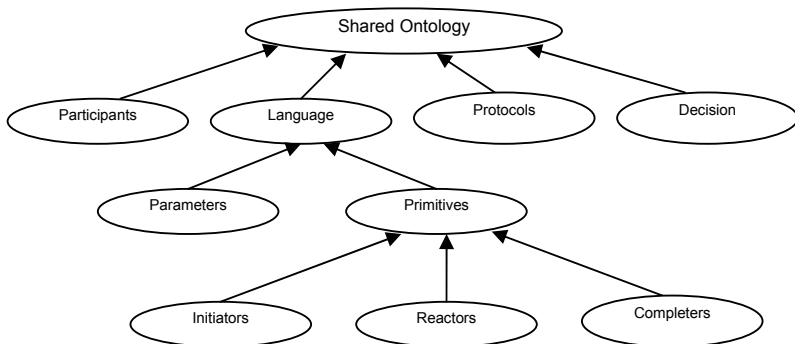 Shared Ontology
Participants
Language
Protocols
Decision
Parameters
Primitives
Initiators
Reactors
Completers